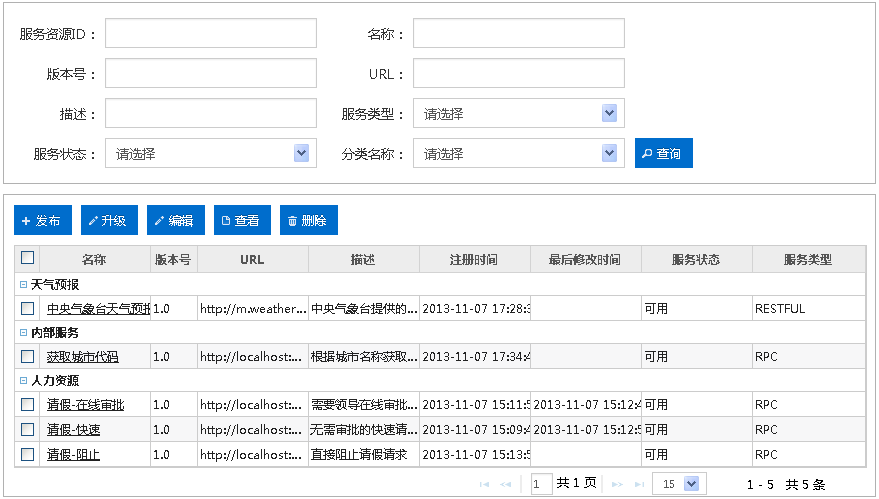 服务资源ID： 名称：
版本号： URL：
描述： 服务类型： 请选择
服务状态： 请选择 分类名称： 请选择 查询
发布 升级 编辑 查看 删除
名称 版本号 URL 描述 注册时间 最后修改时间 服务状态 服务类型
天气预报
中央气象台天气预报 1.0 http://m.weather... 中央气象台提供的... 2013-11-07 17:28:3 可用 RESTFUL
内部服务
获取城市代码 1.0 http://localhost:... 根据城市名称获取... 2013-11-07 17:34:4 可用 RPC
人力资源
请假-在线审批 1.0 http://localhost:... 需要领导在线审批... 2013-11-07 15:11:5 2013-11-07 15:12:4 可用 RPC
请假-快速 1.0 http://localhost:... 无需审批的快速请... 2013-11-07 15:09:4 2013-11-07 15:12:5 可用 RPC
请假-阻止 1.0 http://localhost:... 直接阻止请假请求 2013-11-07 15:13:5 可用 RPC
1 共 1 页 15 1 - 5 共 5 条